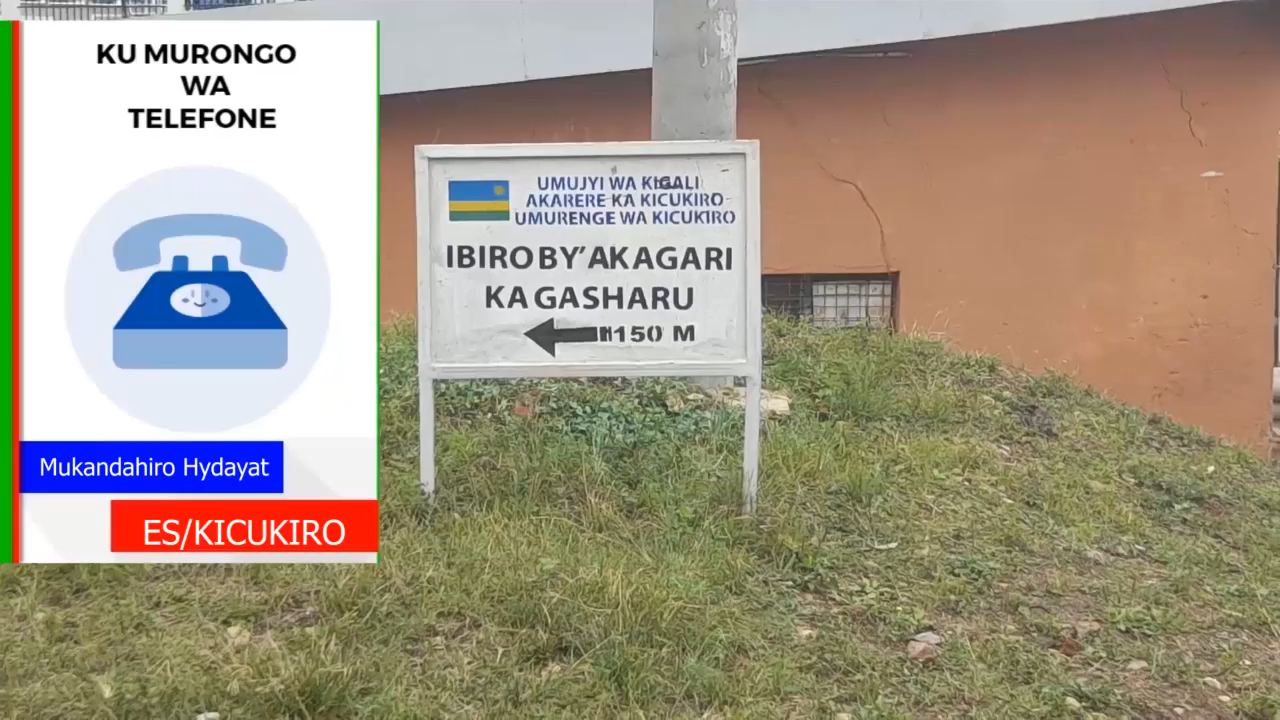 KU MURONGO
WA
TELEFONE
Mukandahiro Hydayat
ES/KICUKIRO
UMUJYI WA KIGALI
AKARERE KA KICUKIRO
UMURENGE WA KICUKIRO
IBIRO BY'AKAGARI
KA GASHARU
150 M